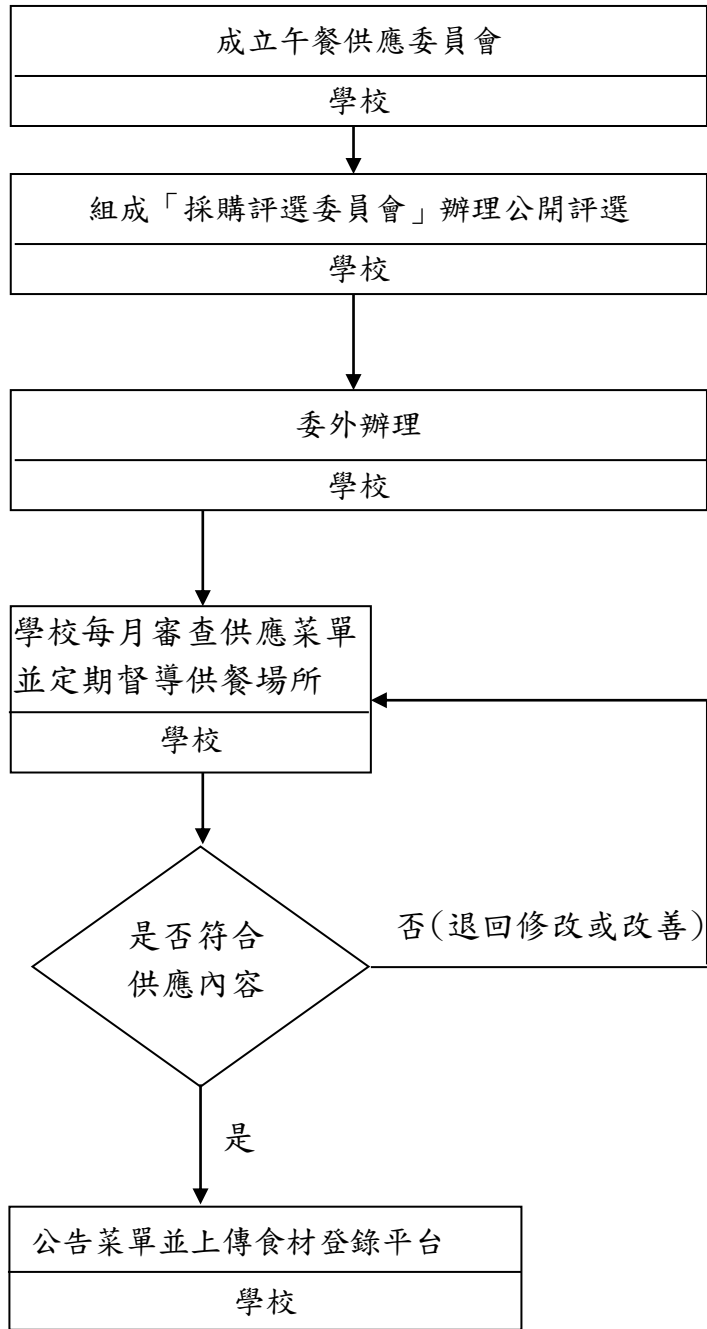 成立午餐供應委員會
學校
組成「採購評選委員會」辦理公開評選
學校
委外辦理
學校
學校每月審查供應菜單
並定期督導供餐場所
學校
是否符合
供應內容
否(退回修改或改善)
是
公告菜單並上傳食材登錄平台
學校